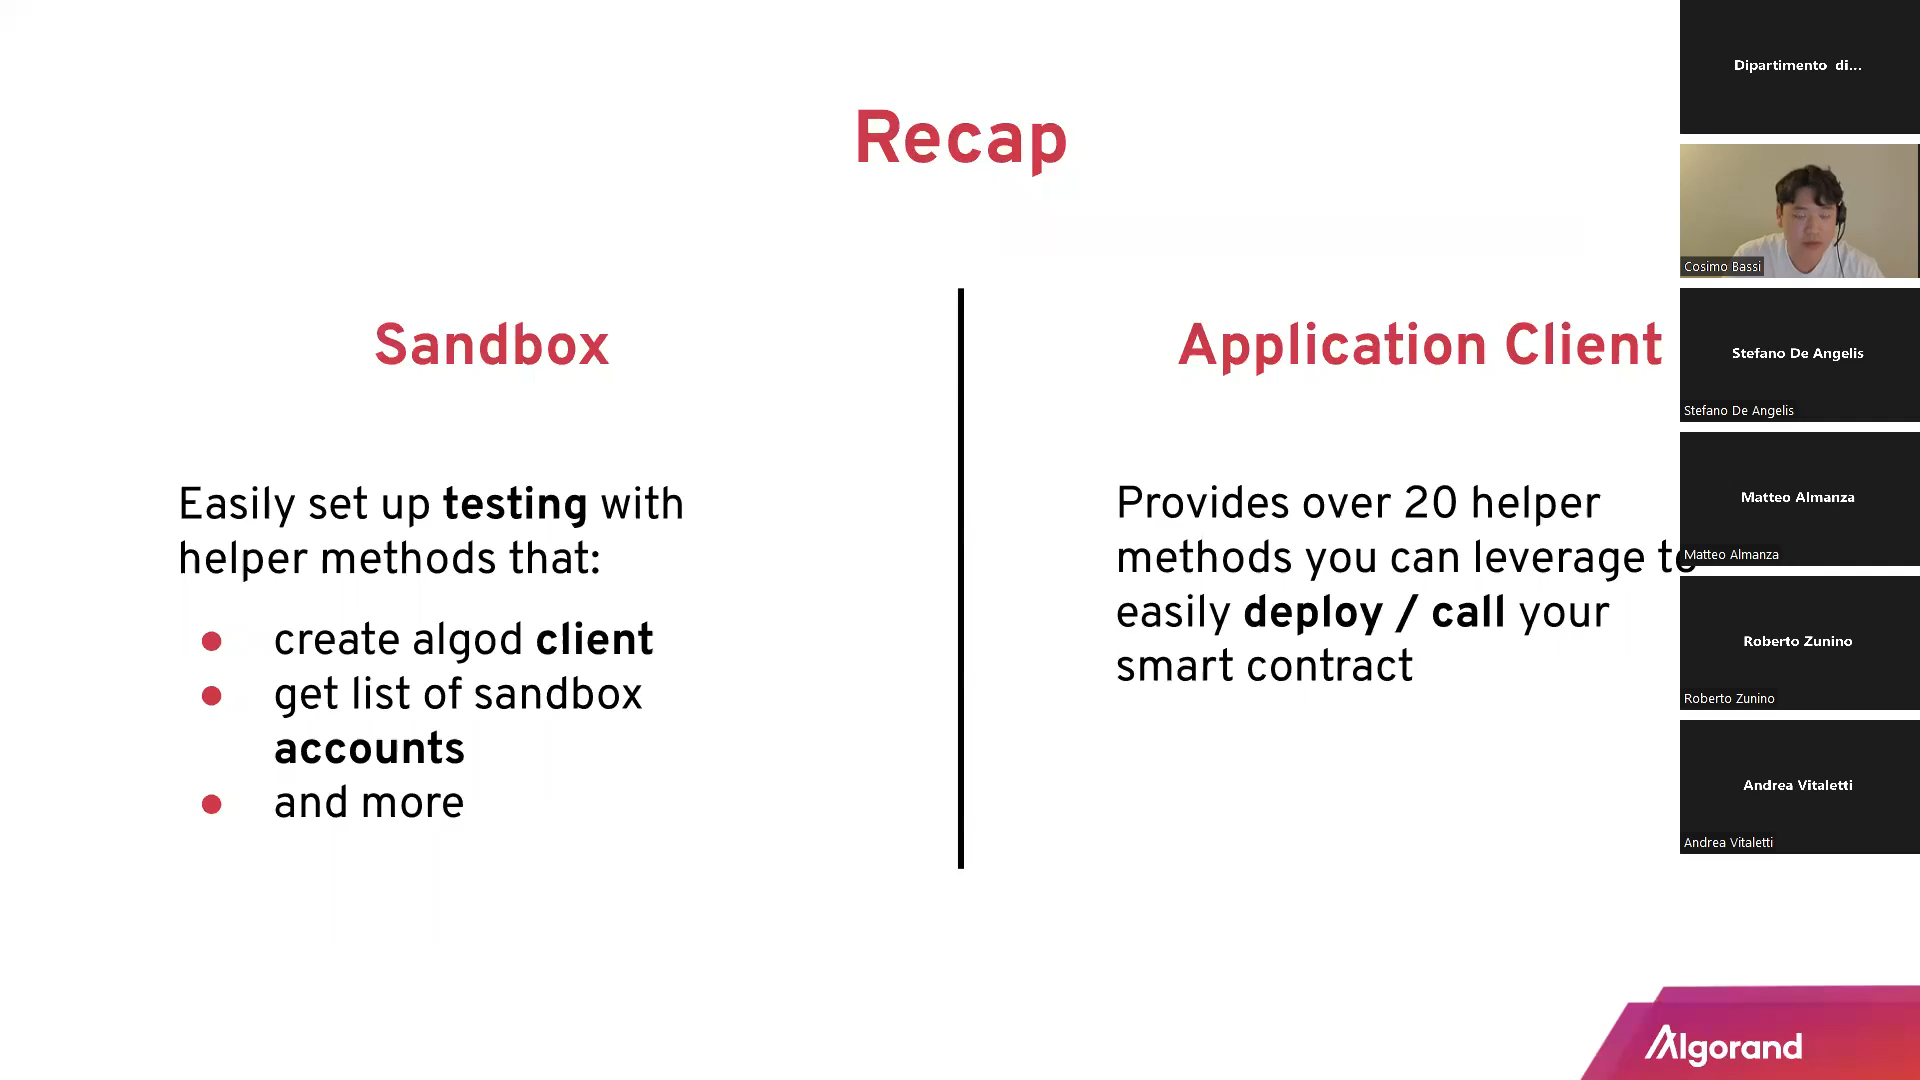 Recap
Sandbox
Easily set up testing with
helper methods that:
● create algod client
● get list of sandbox
accounts
● and more
Application Client
Provides over 20 helper
methods you can leverage to
easily deploy / call your
smart contract
Dipartimento di...
Cosimo Bassi
Stefano De Angelis
Stefano De Angelis
Matteo Almanza
Matteo Almanza
Roberto Zunino
Roberto Zunino
Andrea Vitaletti
Andrea Vitaletti
Algorand